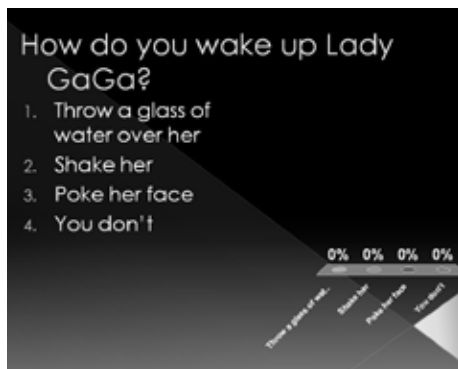 How do you wake up Lady
GaGa?
1. Throw a glass of
water over her
2. Shake her
3. Poke her face
4. You don't
0% 0% 0% 0%
Throw a glass of wat...
Shake her
Poke her face
You don't